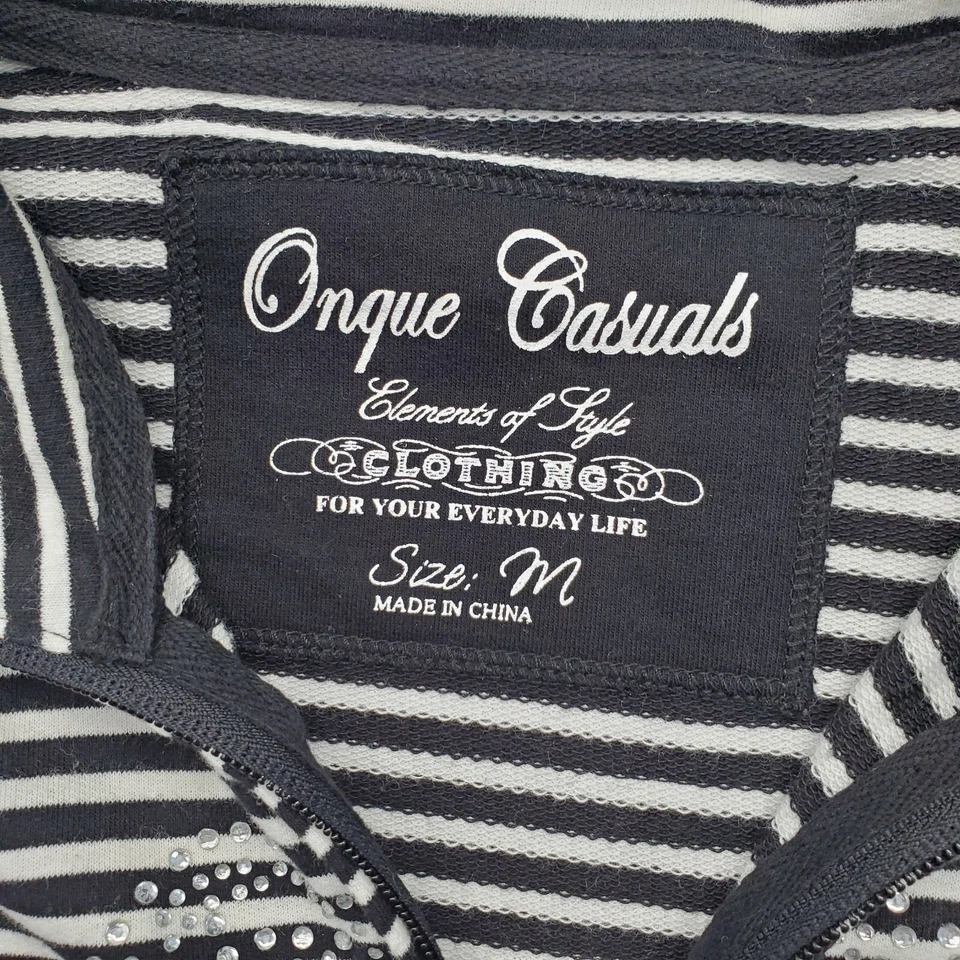 Onque Casuals
Elements of Style
CLOTHING
FOR YOUR EVERYDAY LIFE
Size: M
MADE IN CHINA